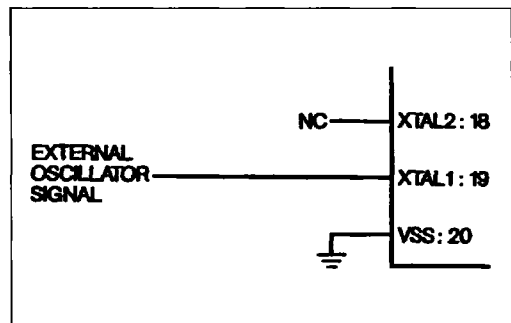 NC
XTAL2: 18
EXTERNAL
OSCILLATOR
SIGNAL
XTAL1: 19
VSS: 20